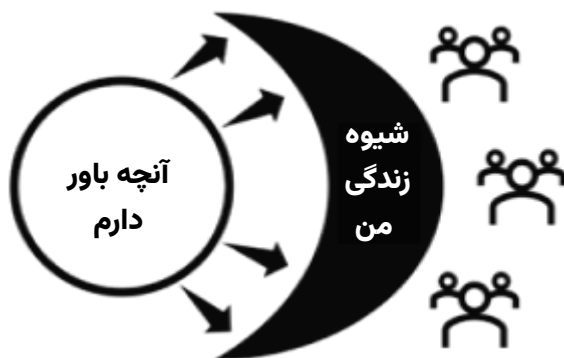 آنچه باور
دارم
شیوه
زندگی
من